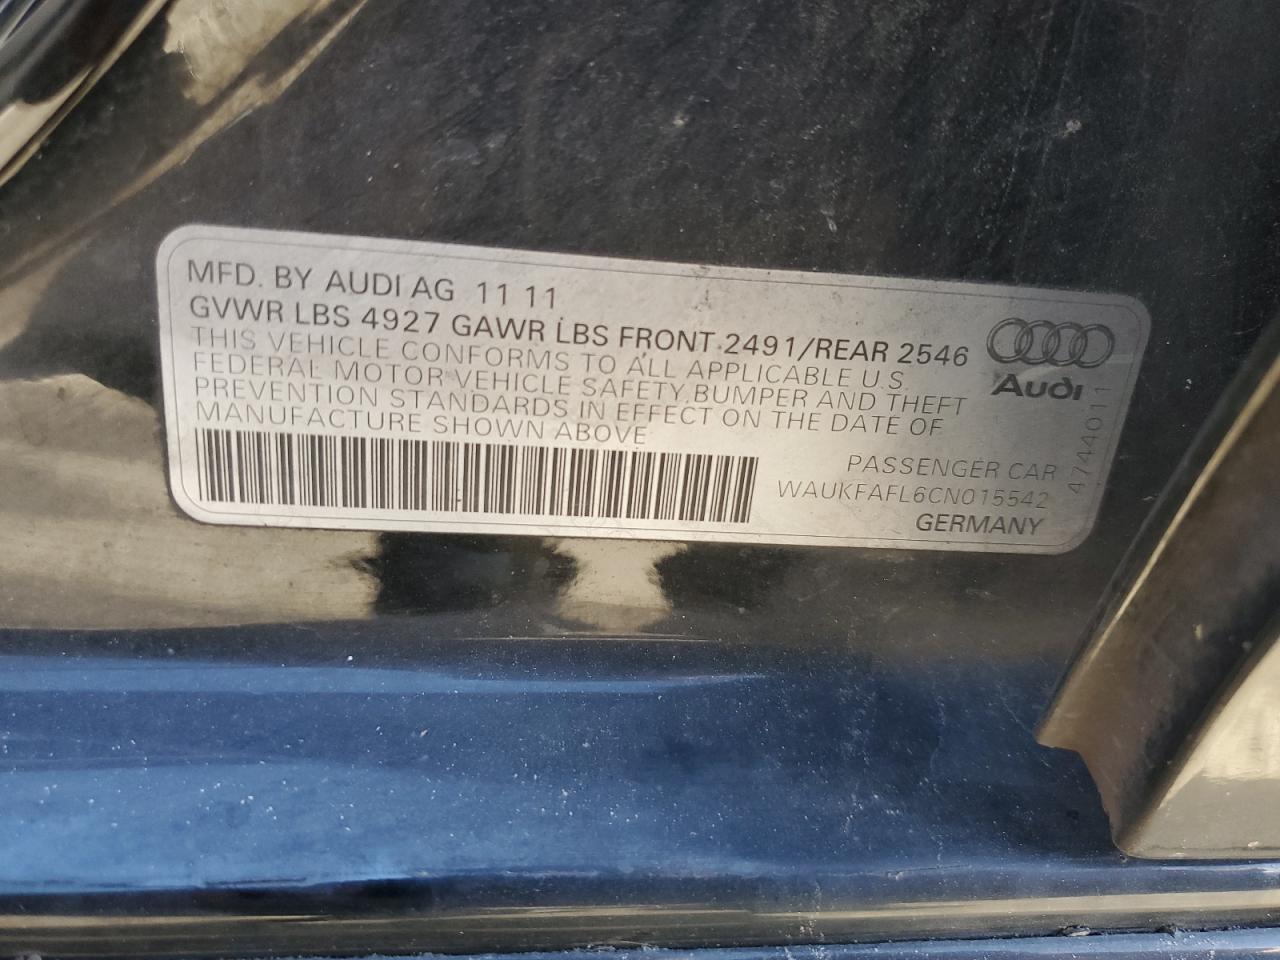 MFD. BY AUDI AG 11 11
GVWR LBS 4927 GAWR LBS FRONT 2491/REAR 2546
THIS VEHICLE CONFORMS TO ALL APPLICABLE U.S.
FEDERAL MOTOR VEHICLE SAFETY, BUMPER AND THEFT
PREVENTION STANDARDS IN EFFECT ON THE DATE OF
MANUFACTURE SHOWN ABOVE
Audi
4744011
PASSENGER CAR
WAUKFAFL6CN015542
GERMANY